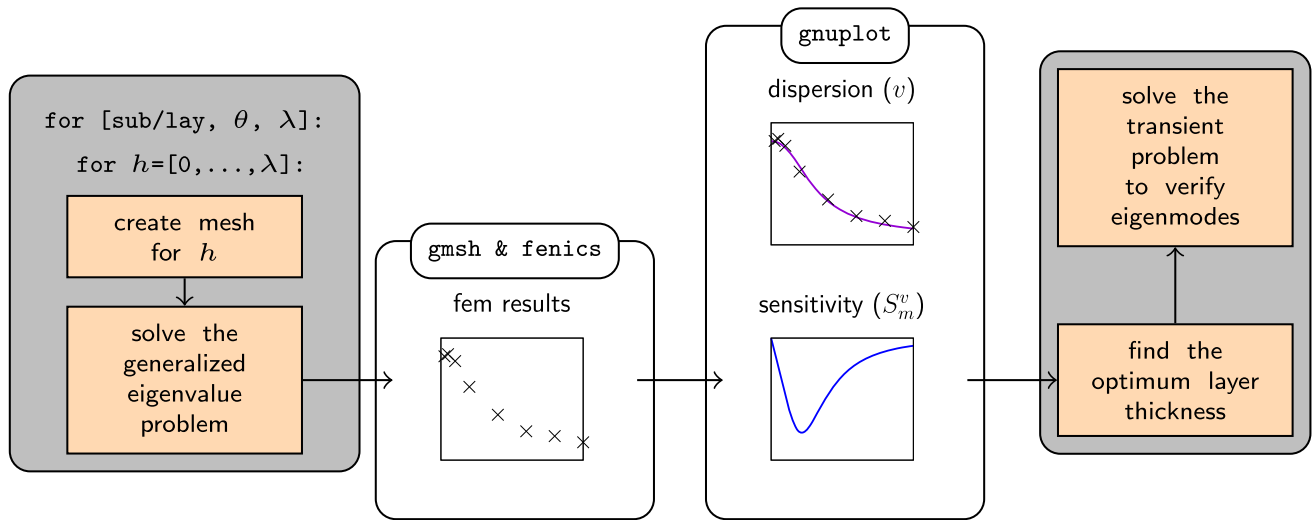 for [sub/lay, θ, λ]:
for h=[0,...,λ]:
create mesh
for h
solve the
generalized
eigenvalue
problem
gmsh & fenics
fem results
gnuplot
dispersion (v)
sensitivity (S_m^v)
solve the
transient
problem
to verify
eigenmodes
find the
optimum layer
thickness